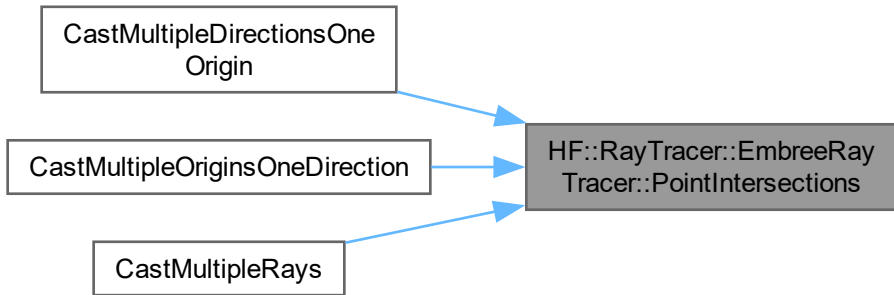 CastMultipleDirectionsOne
Origin
CastMultipleOriginsOneDirection
CastMultipleRays
HF::RayTracer::EmbreeRay
Tracer::PointIntersections